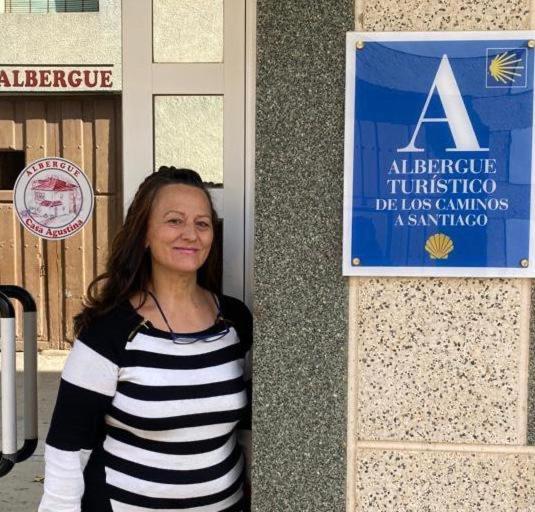 ALBERGUE
ALBERGUE
Casa Agustina
A
ALBERGUE
TURÍSTICO
DE LOS CAMINOS
A SANTIAGO